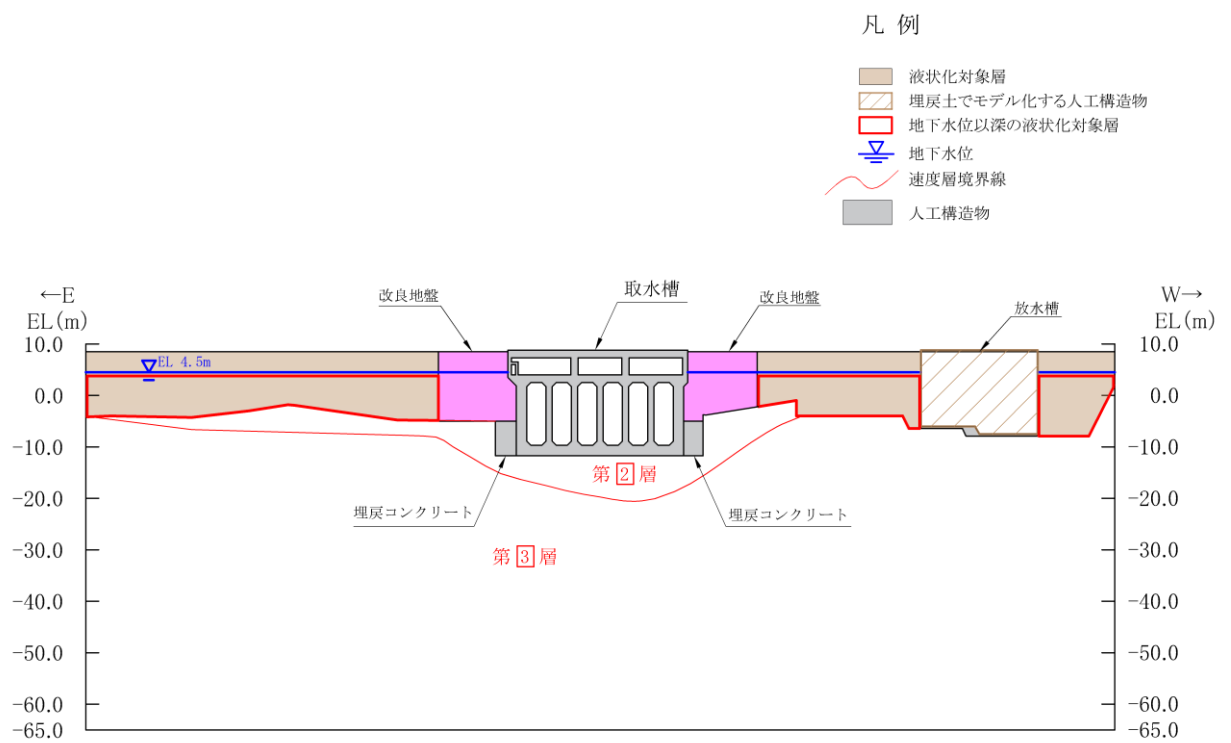 凡 例
液状化対象層
埋戻土でモデル化する人工構造物
地下水位以深の液状化対象層
地下水位
速度層境界線
人工構造物
←E
EL(m)
改良地盤
取水槽
改良地盤
放水槽
W→
EL(m)
10.0
0.0
-10.0
-20.0
-30.0
-40.0
-50.0
-60.0
-65.0
EL 4.5m
第2層
埋戻コンクリート
埋戻コンクリート
第3層
10.0
0.0
-10.0
-20.0
-30.0
-40.0
-50.0
-60.0
-65.0